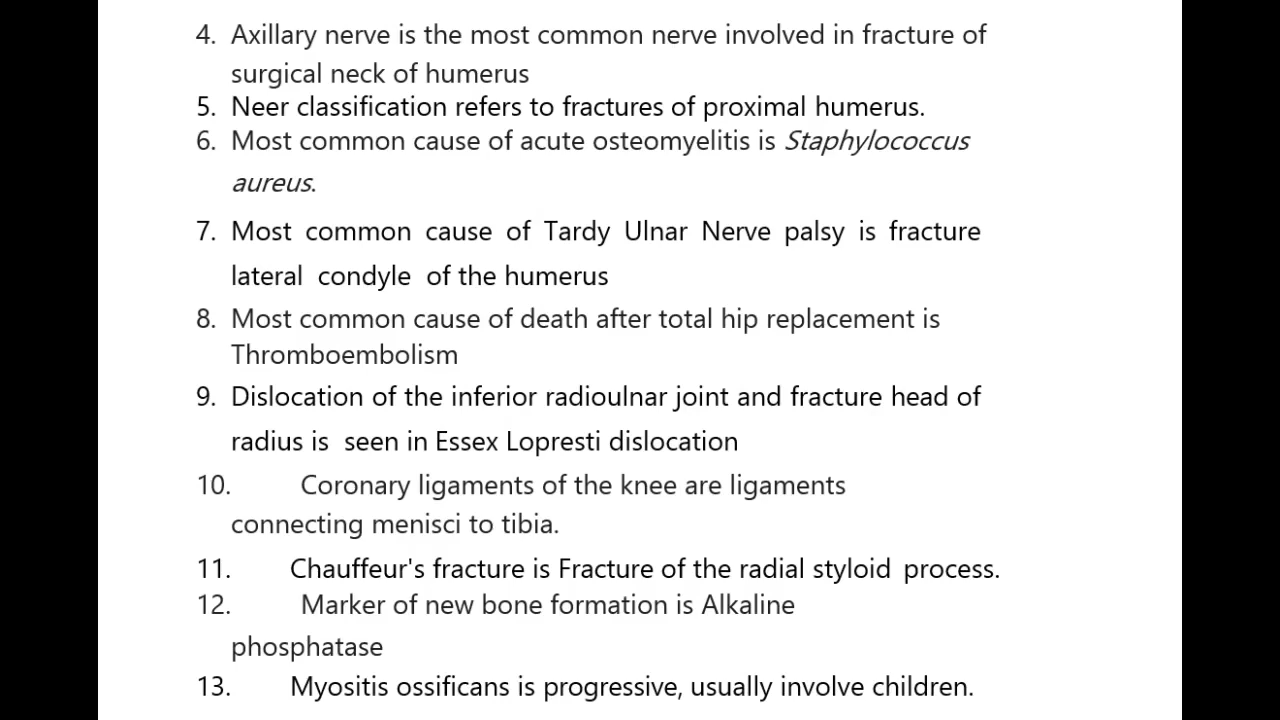 4. Axillary nerve is the most common nerve involved in fracture of
surgical neck of humerus
5. Neer classification refers to fractures of proximal humerus.
6. Most common cause of acute osteomyelitis is Staphylococcus
aureus.
7. Most common cause of Tardy Ulnar Nerve palsy is fracture
lateral condyle of the humerus
8. Most common cause of death after total hip replacement is
Thromboembolism
9. Dislocation of the inferior radioulnar joint and fracture head of
radius is seen in Essex Lopresti dislocation
10. Coronary ligaments of the knee are ligaments
connecting menisci to tibia.
11. Chauffeur's fracture is Fracture of the radial styloid process.
12. Marker of new bone formation is Alkaline
phosphatase
13. Myositis ossificans is progressive, usually involve children.